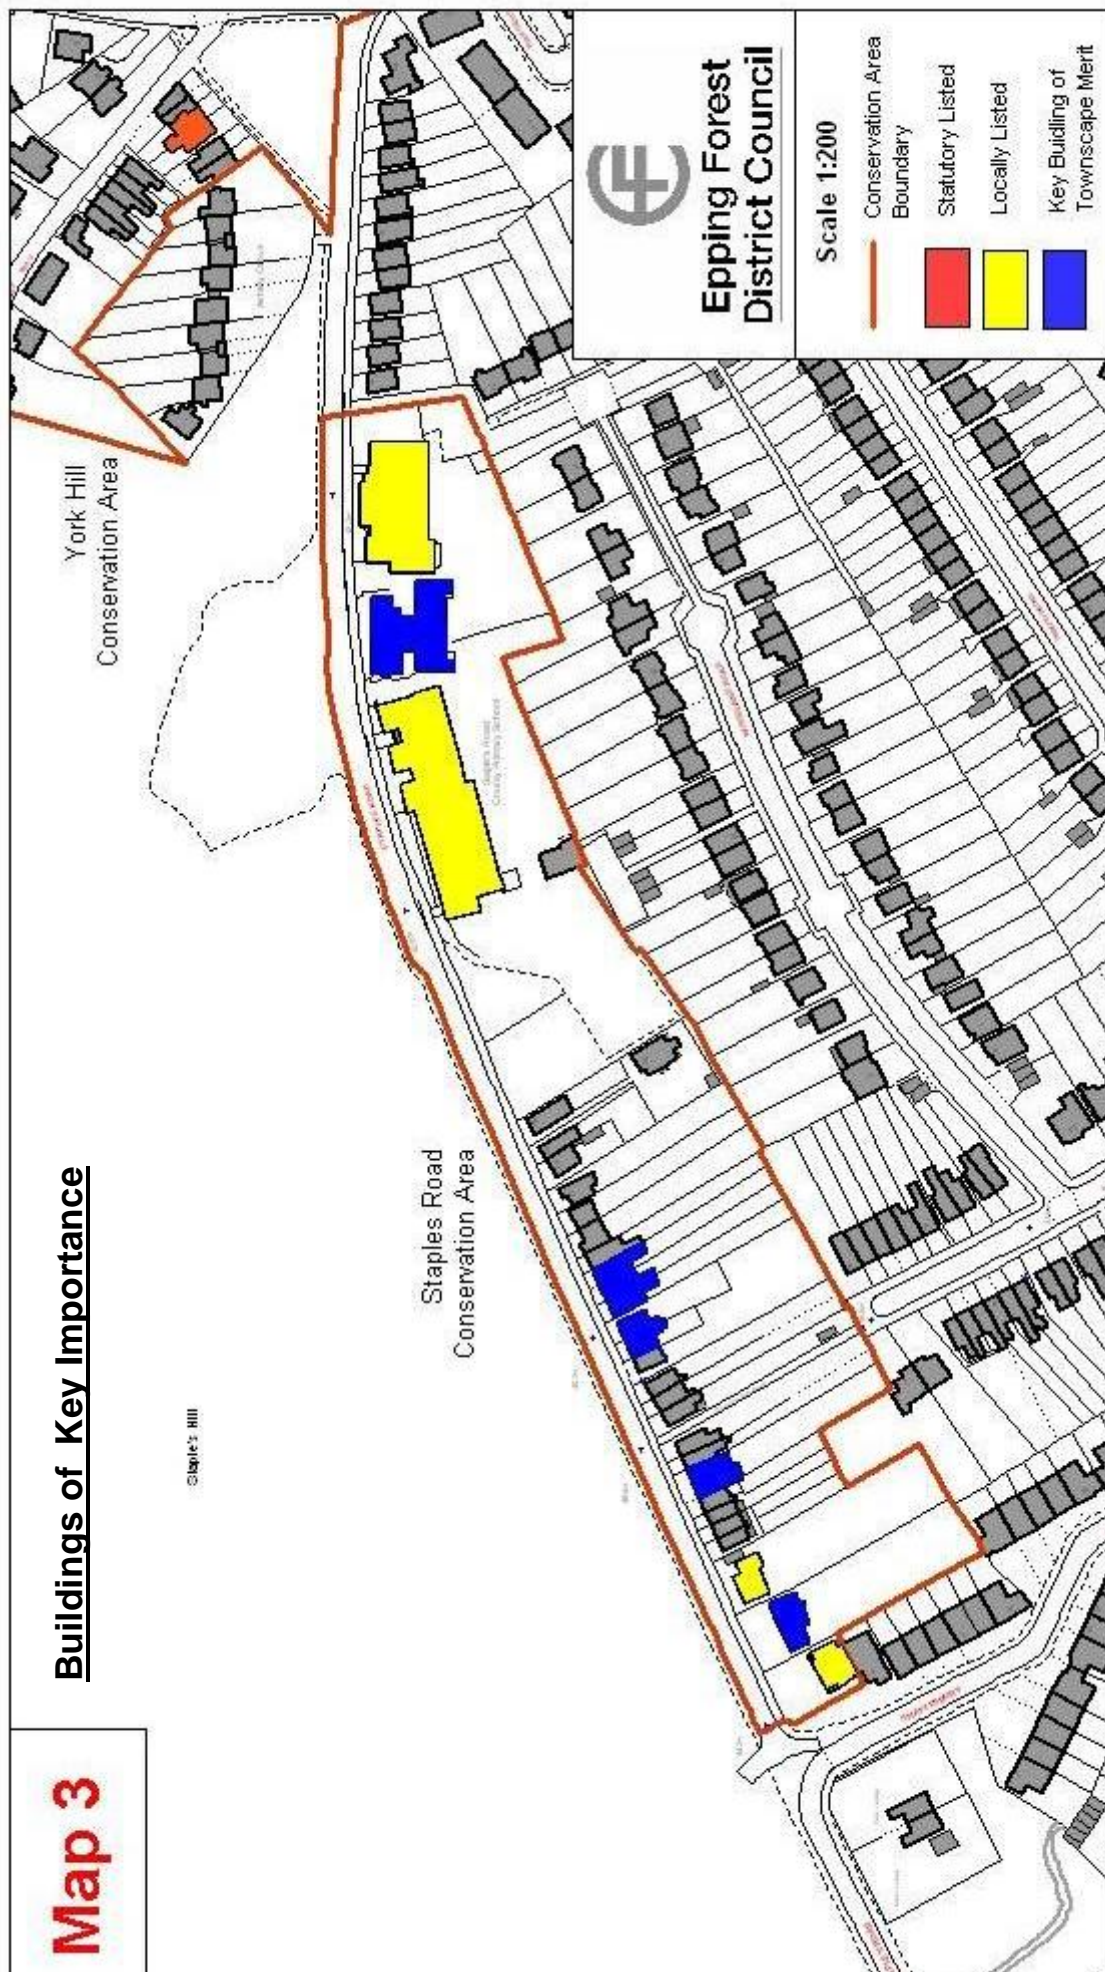 Map 3
Buildings of Key Importance
Staple's Hill
York Hill
Conservation Area
Staples Road
Conservation Area
Epping Forest
District Council
Scale 1:200
Conservation Area
Boundary
Statutory Listed
Locally Listed
Key Buidling of
Townscape Merit